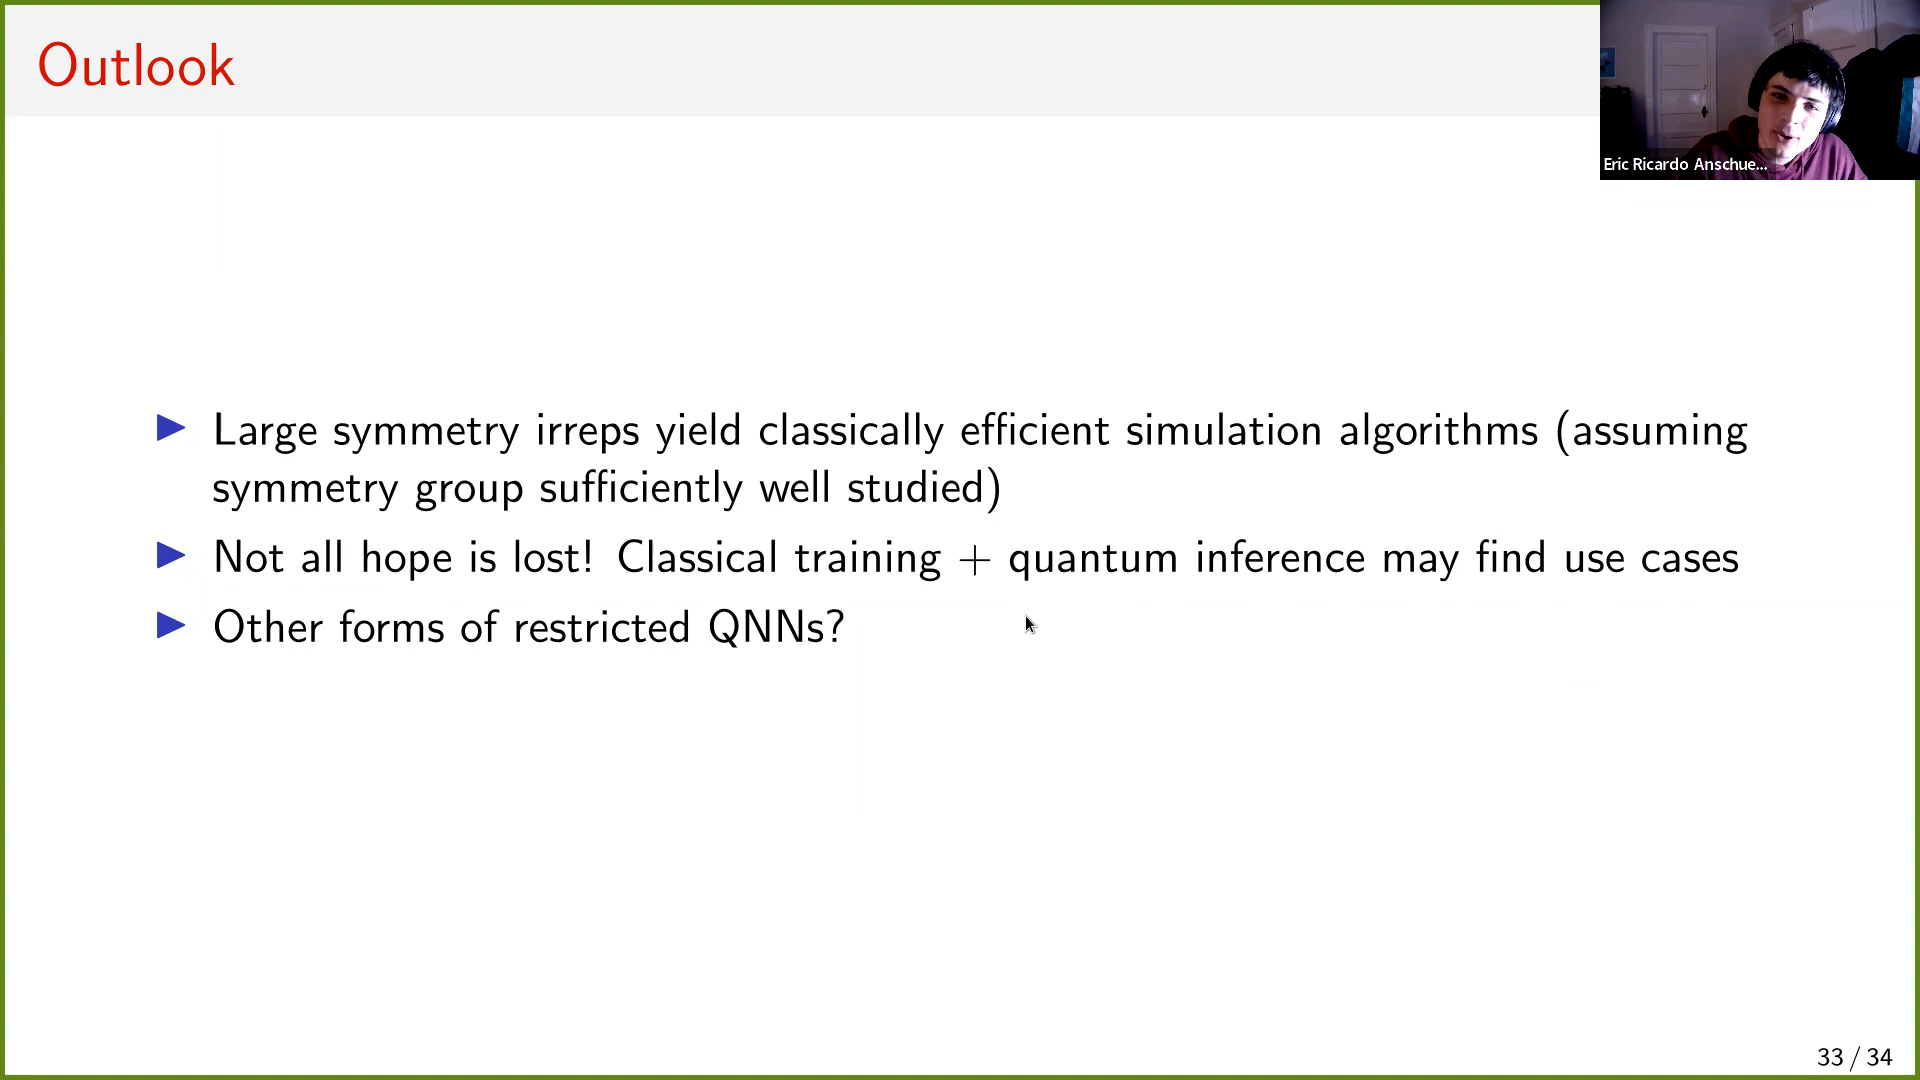 Outlook
Eric Ricardo Anschue...
▶ Large symmetry irreps yield classically efficient simulation algorithms (assuming
symmetry group sufficiently well studied)
▶ Not all hope is lost! Classical training + quantum inference may find use cases
▶ Other forms of restricted QNNs?
33 / 34